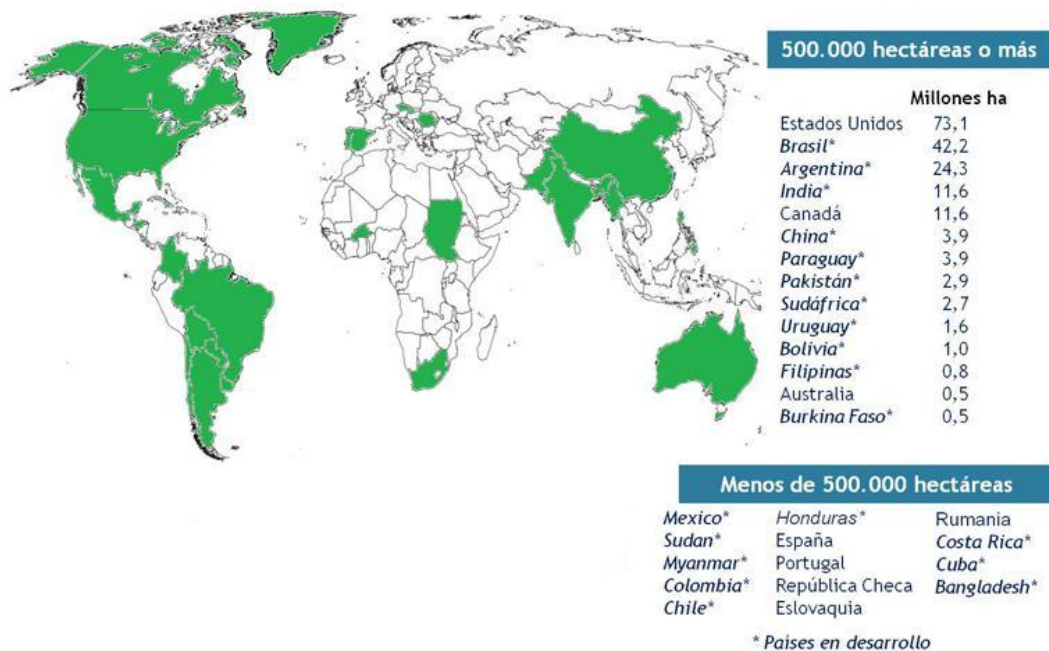 500.000 hectáreas o más
Millones ha
Estados Unidos 73,1
Brasil* 42,2
Argentina* 24,3
India* 11,6
Canadá 11,6
China* 3,9
Paraguay* 3,9
Pakistán* 2,9
Sudáfrica* 2,7
Uruguay* 1,6
Bolivia* 1,0
Filipinas* 0,8
Australia 0,5
Burkina Faso* 0,5
Menos de 500.000 hectáreas
Mexico* Honduras* Rumania
Sudan* España Costa Rica*
Myanmar* Portugal Cuba*
Colombia* República Checa Bangladesh*
Chile* Eslovaquia
* Paises en desarrollo